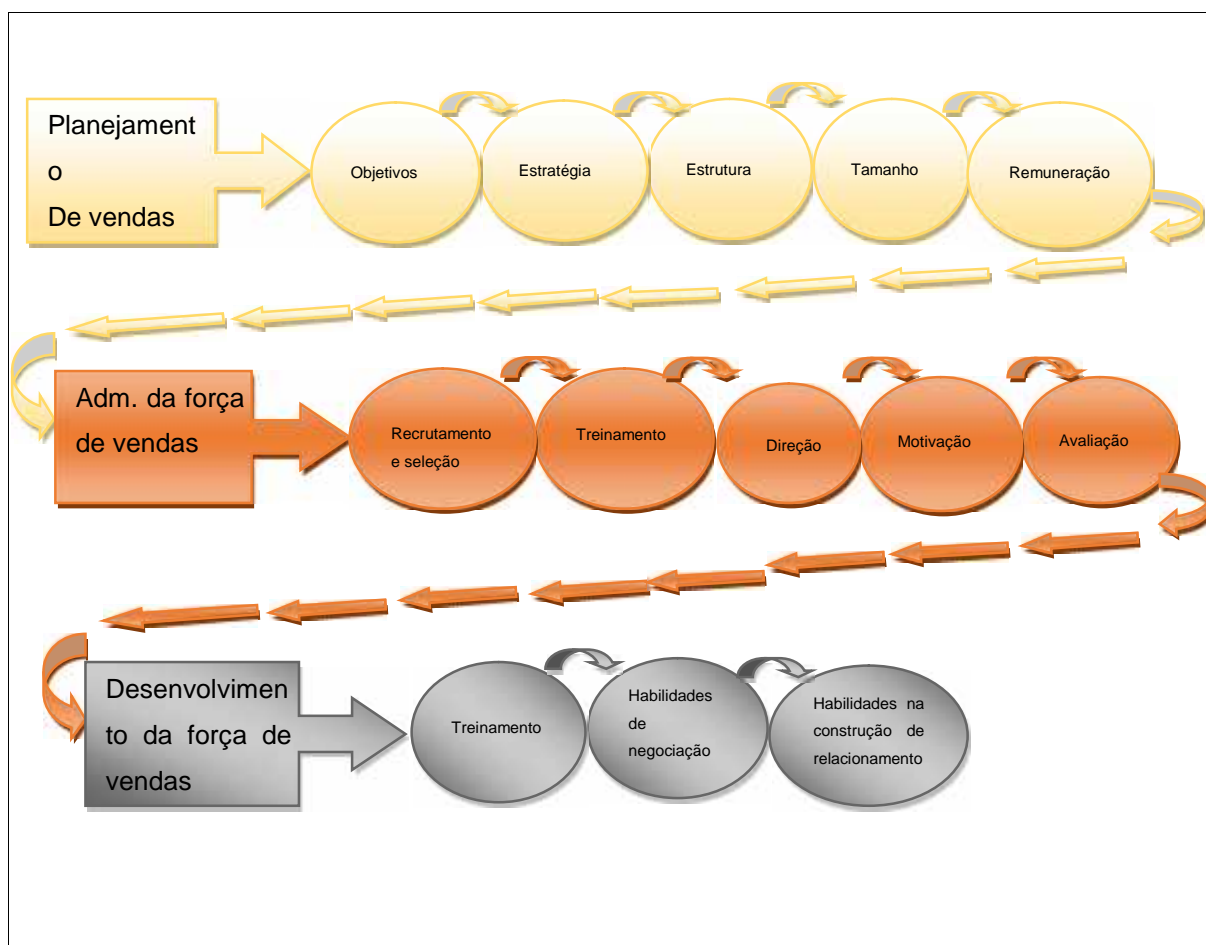 Planejament
o
De vendas
Objetivos
Estratégia
Estrutura
Tamanho
Remuneração
Adm. da força
de vendas
Recrutamento
e seleção
Treinamento
Direção
Motivação
Avaliação
Desenvolvimen
to da força de
vendas
Treinamento
Habilidades
de
negociação
Habilidades na
construção de
relacionamento